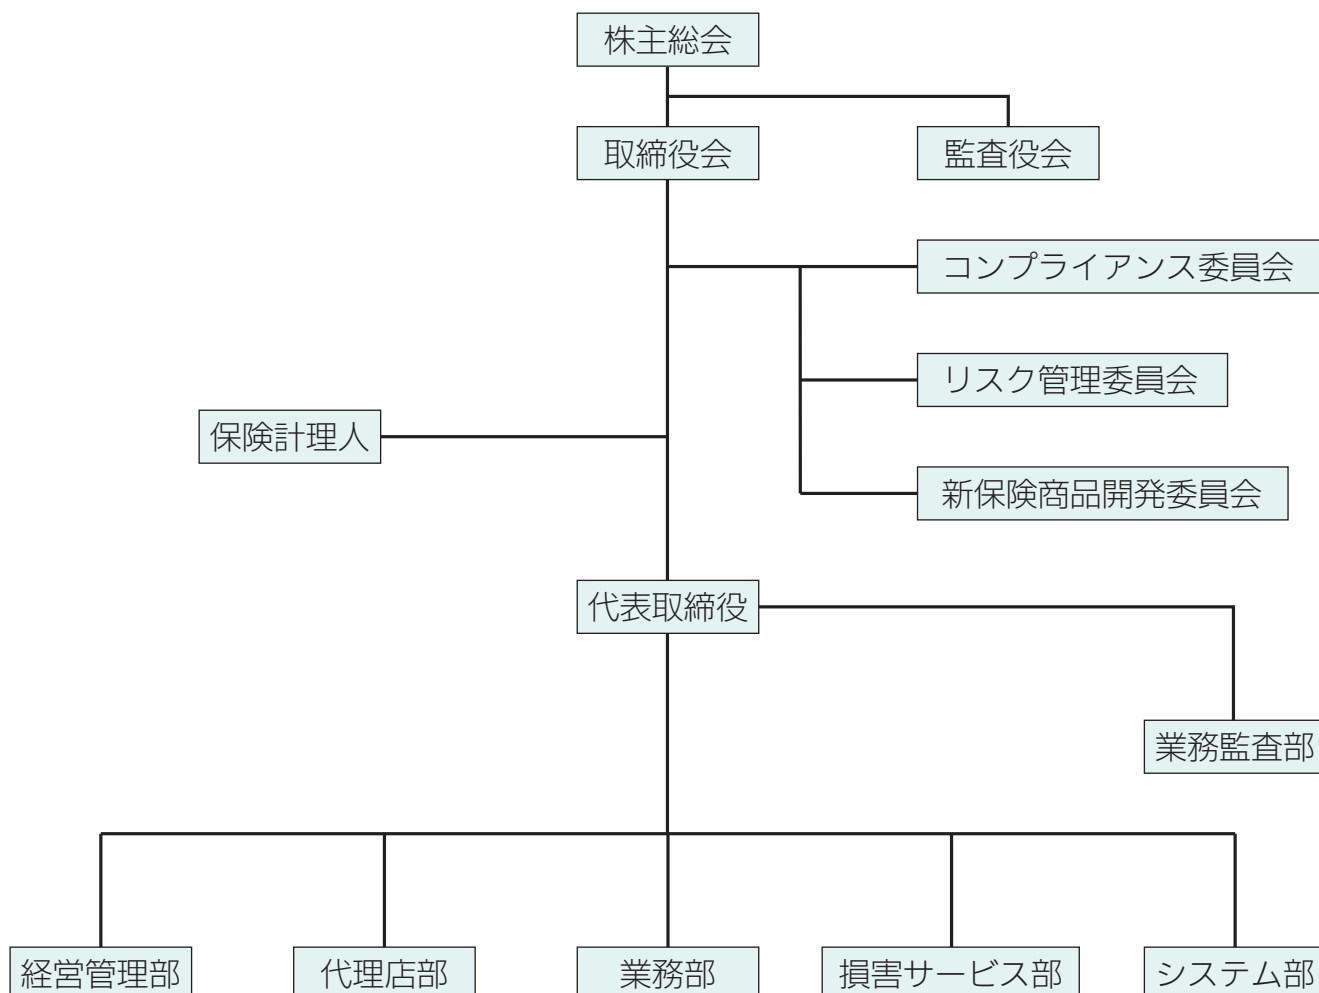 株主総会
取締役会
監査役会
コンプライアンス委員会
リスク管理委員会
保険計理人
新保険商品開発委員会
代表取締役
業務監査部
経営管理部
代理店部
業務部
損害サービス部
システム部